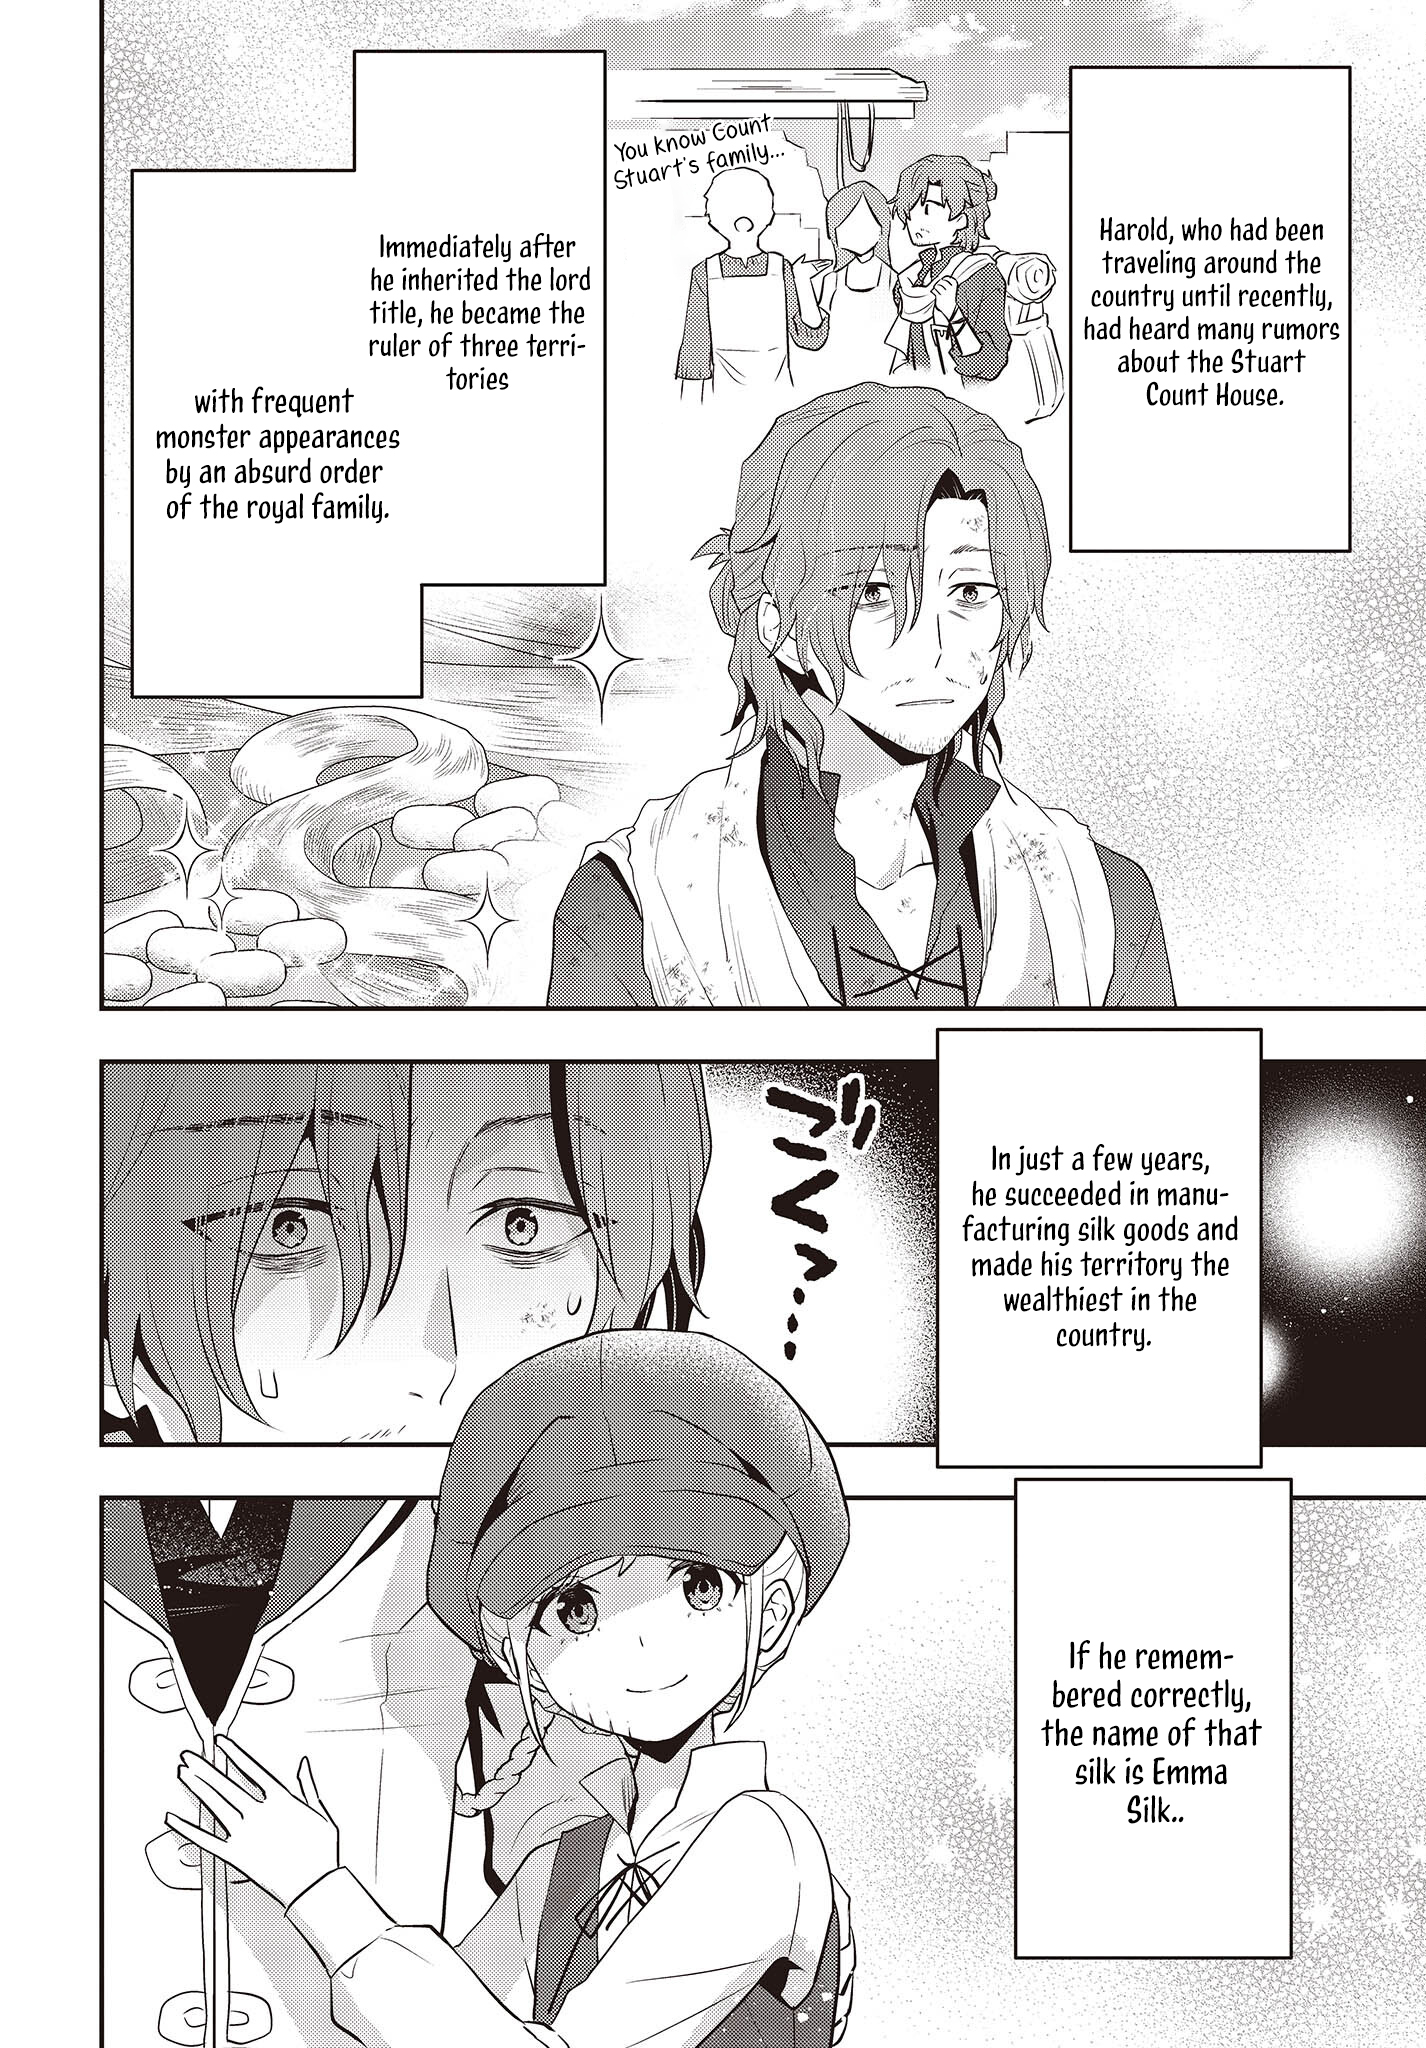 Harold, who had been
traveling around the
country until recently,
had heard many rumors
about the Stuart
Count House.
You know Count
Stuart's family...
Immediately after
he inherited the lord
title, he became the
ruler of three terri-
tories
with frequent
monster appearances
by an absurd order
of the royal family.
In just a few years,
he succeeded in manu-
facturing silk goods and
made his territory the
wealthiest in the
country.
ごくっ…
If he remem-
bered correctly,
the name of that
silk is Emma
Silk..